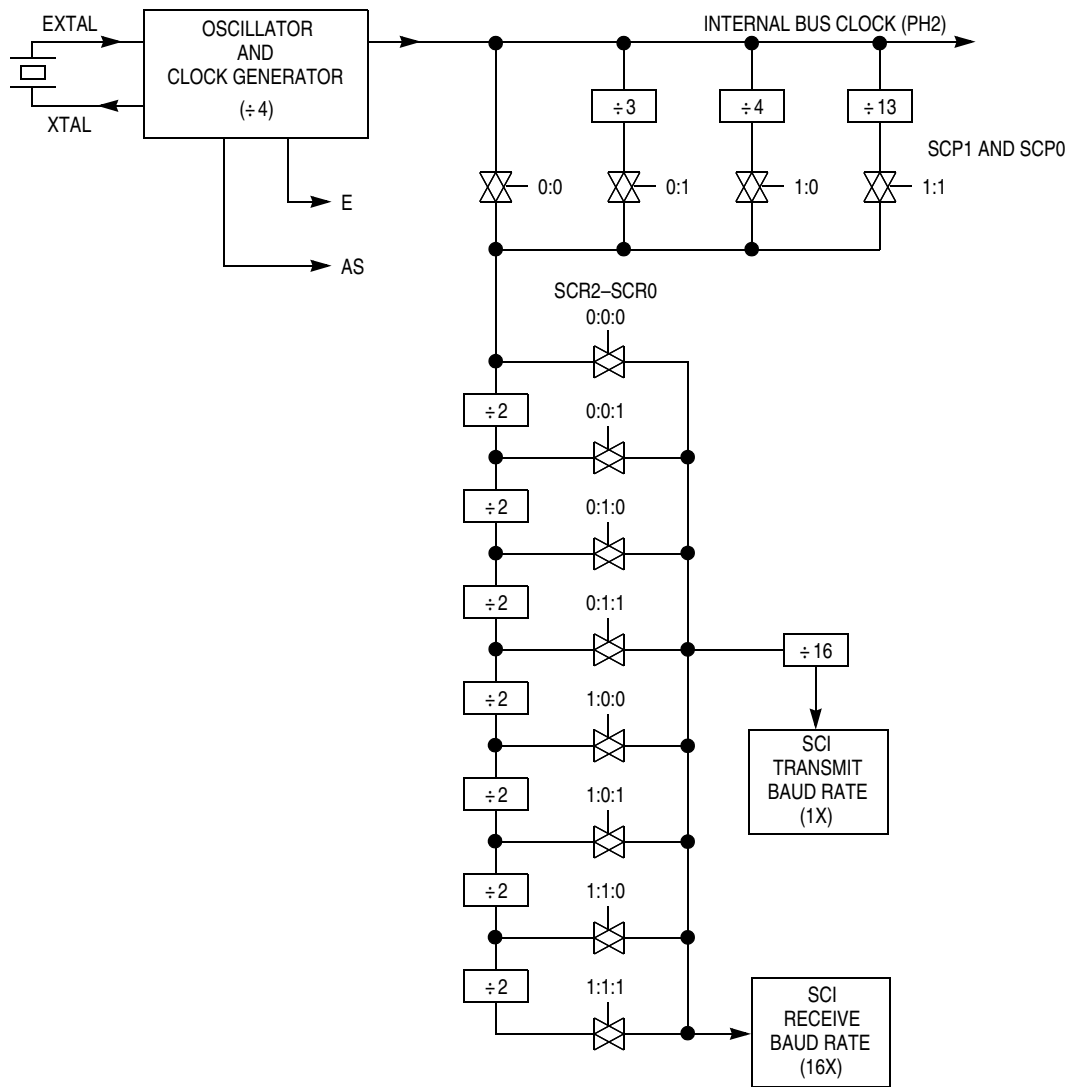 EXTAL
XTAL
OSCILLATOR
AND
CLOCK GENERATOR
(÷4)
INTERNAL BUS CLOCK (PH2)
÷3
÷4
÷13
SCP1 AND SCP0
0:0
0:1
1:0
1:1
E
AS
SCR2–SCR0
0:0:0
÷2
0:0:1
÷2
0:1:0
÷2
0:1:1
÷16
÷2
1:0:0
SCI
TRANSMIT
BAUD RATE
(1X)
÷2
1:0:1
÷2
1:1:0
÷2
1:1:1
SCI
RECEIVE
BAUD RATE
(16X)